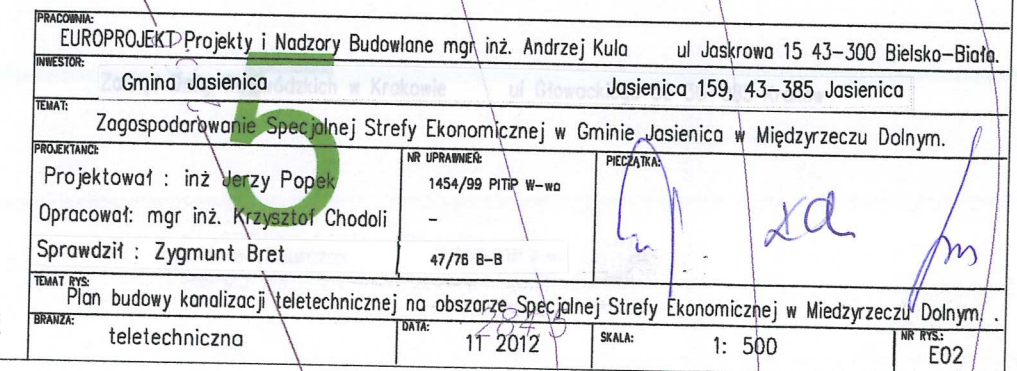 PRACOWNIA:
EUROPROJEKT Projekty i Nadzory Budowlane mgr inż. Andrzej Kula ul Jaskrowa 15 43-300 Bielsko-Biała.
INWESTOR:
Gmina Jasienica Jasienica 159, 43-385 Jasienica
TEMAT:
Zagospodarowanie Specjalnej Strefy Ekonomicznej w Gminie Jasienica w Międzyrzeczu Dolnym.
PROJEKTANCI: NR UPRAWNIEŃ: PIECZĄTKA:
Projektował : inż Jerzy Popek 1454/99 PITiP W-wa
Opracował: mgr inż. Krzysztof Chodoli -
Sprawdził : Zygmunt Bret 47/76 B-B
TEMAT RYS:
Plan budowy kanalizacji teletechnicznej na obszarze Specjalnej Strefy Ekonomicznej w Miedzyrzeczu Dolnym. .
BRANŻA: DATA: SKALA: NR RYS.:
teletechniczna 11 2012 1: 500 E02
5